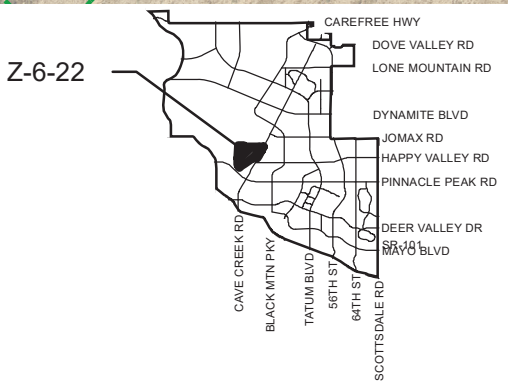 CAREFREE HWY
DOVE VALLEY RD
Z-6-22
LONE MOUNTAIN RD
DYNAMITE BLVD
JOMAX RD
HAPPY VALLEY RD
PINNACLE PEAK RD
DEER VALLEY DR
SR-101
MAYO BLVD
CAVE CREEK RD
BLACK MTN PKY
TATUM BLVD
56TH ST
64TH ST
SCOTTSDALE RD